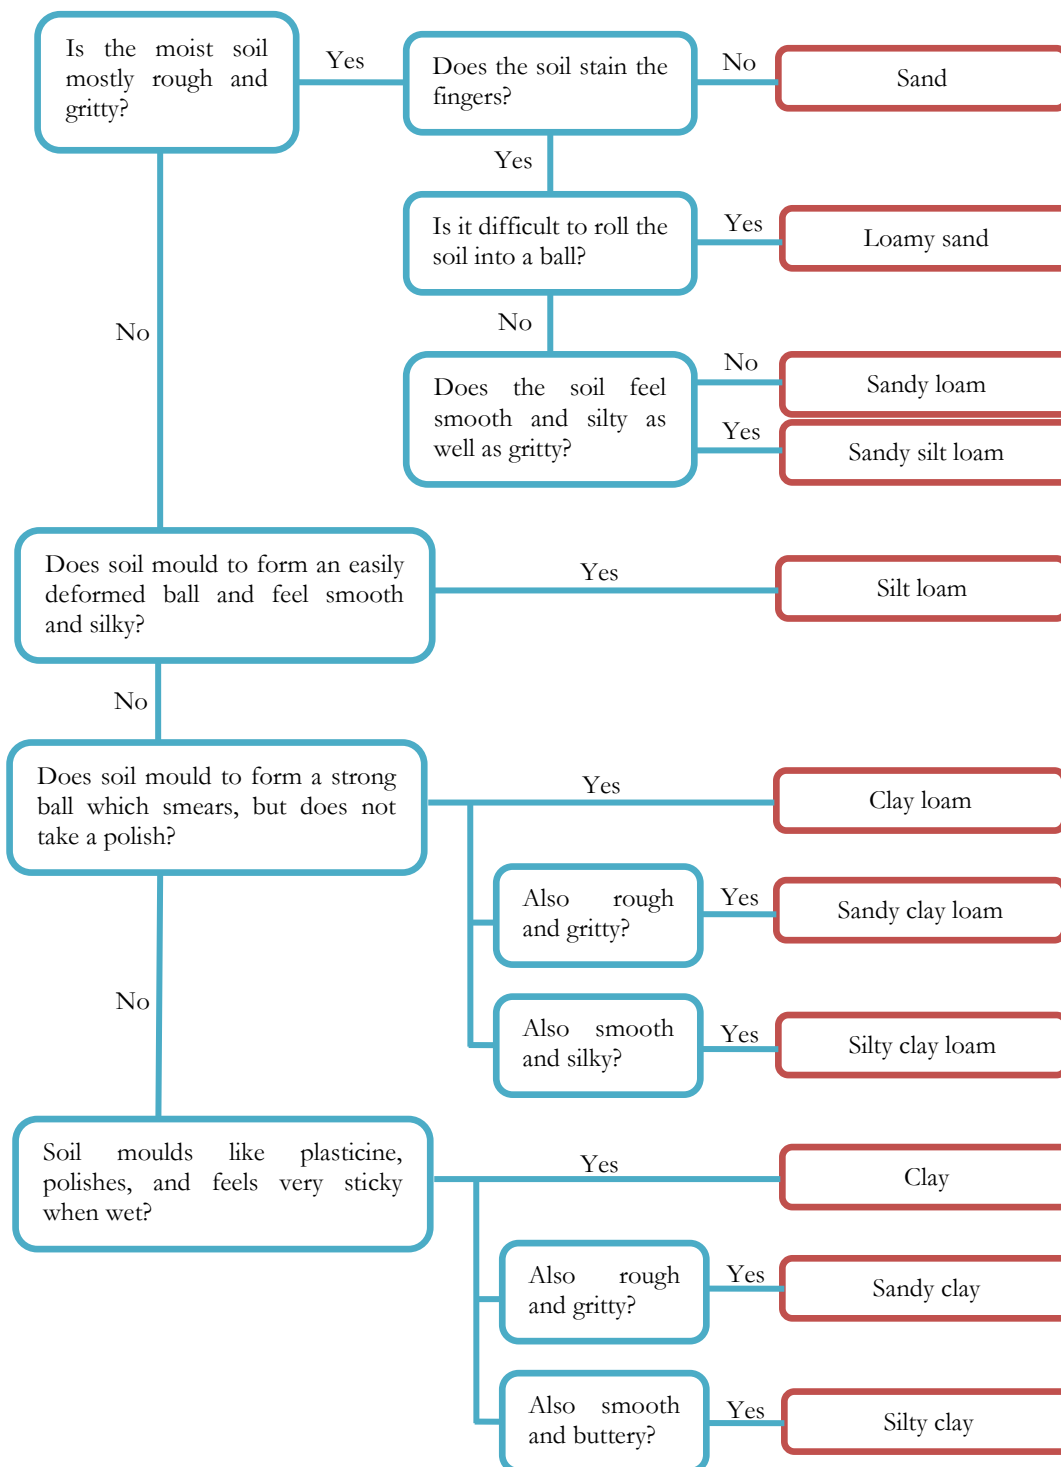 Is the moist soil
mostly rough and
gritty?
Yes
Does the soil stain the
fingers?
No
Sand
Yes
Is it difficult to roll the
soil into a ball?
Yes
Loamy sand
No
No
Does the soil feel
smooth and silty as
well as gritty?
No
Sandy loam
Yes
Sandy silt loam
Does soil mould to form an easily
deformed ball and feel smooth
and silky?
Yes
Silt loam
No
Does soil mould to form a strong
ball which smears, but does not
take a polish?
Yes
Clay loam
Also rough
and gritty?
Yes
Sandy clay loam
No
Also smooth
and silky?
Yes
Silty clay loam
Soil moulds like plasticine,
polishes, and feels very sticky
when wet?
Yes
Clay
Also rough
and gritty?
Yes
Sandy clay
Also smooth
and buttery?
Yes
Silty clay